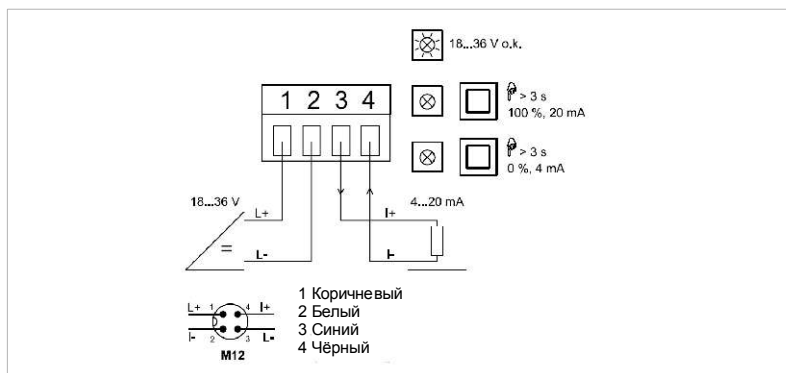 18...36 V o.k.
1 2 3 4
> 3 s
100 %, 20 mA
> 3 s
0 %, 4 mA
18...36 V
4...20 mA
L+
I+
=
L-
I-
L+ 1 4 I+
I- 2 3 L-
M12
1 Коричневый
2 Белый
3 Синий
4 Чёрный